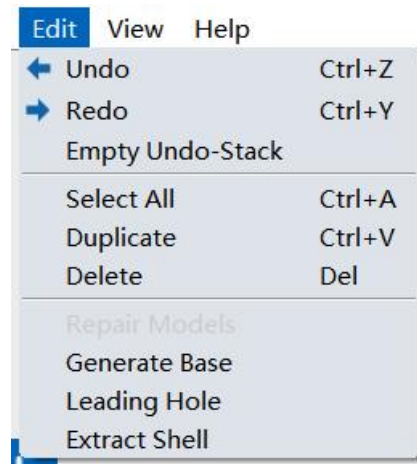 Edit View Help
Undo Ctrl+Z
Redo Ctrl+Y
Empty Undo-Stack
Select All Ctrl+A
Duplicate Ctrl+V
Delete Del
Repair Models
Generate Base
Leading Hole
Extract Shell